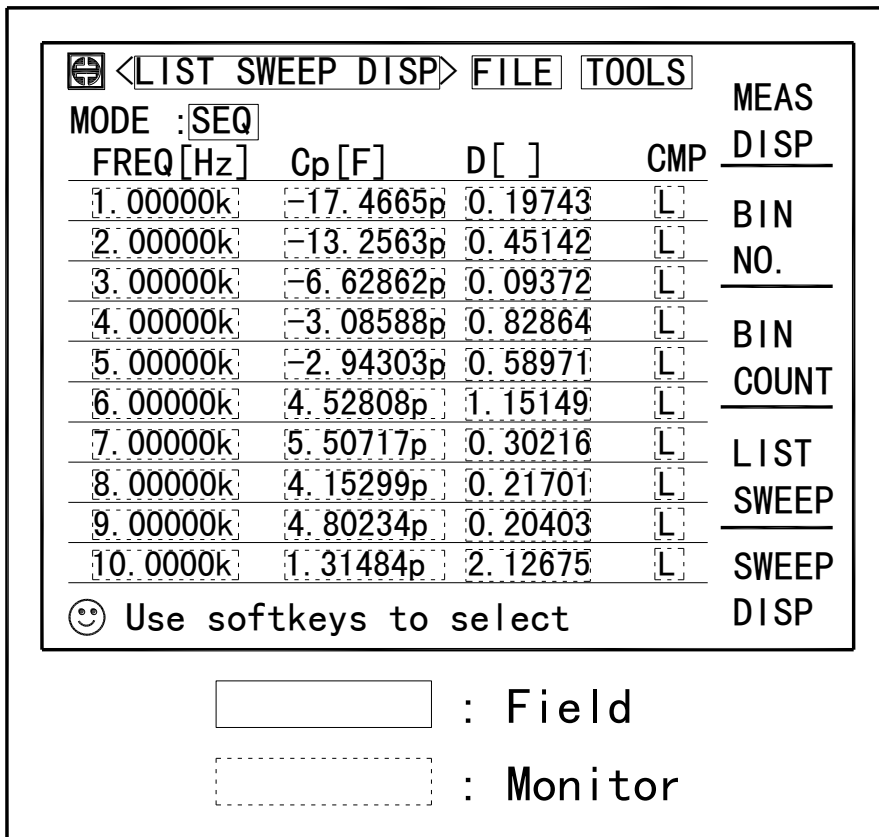 <LIST SWEEP DISP> FILE TOOLS
MODE :SEQ
FREQ[Hz] Cp[F] D[ ] CMP
1.00000k -17.4665p 0.19743 L
2.00000k -13.2563p 0.45142 L
3.00000k -6.62862p 0.09372 L
4.00000k -3.08588p 0.82864 L
5.00000k -2.94303p 0.58971 L
6.00000k 4.52808p 1.15149 L
7.00000k 5.50717p 0.30216 L
8.00000k 4.15299p 0.21701 L
9.00000k 4.80234p 0.20403 L
10.0000k 1.31484p 2.12675 L
Use softkeys to select
MEAS
DISP
BIN
NO.
BIN
COUNT
LIST
SWEEP
SWEEP
DISP
: Field
: Monitor